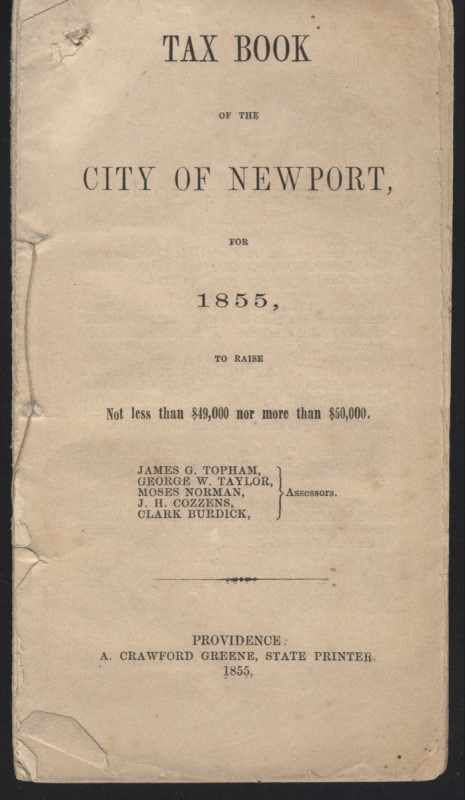 TAX BOOK
OF THE
CITY OF NEWPORT,
FOR
1855,
TO RAISE
Not less than $49,000 nor more than $50,000.
JAMES G. TOPHAM,
GEORGE W. TAYLOR,
MOSES NORMAN,
J. H. COZZENS,
CLARK BURDICK,
Assessors.
PROVIDENCE:
A. CRAWFORD GREENE, STATE PRINTER.
1855,